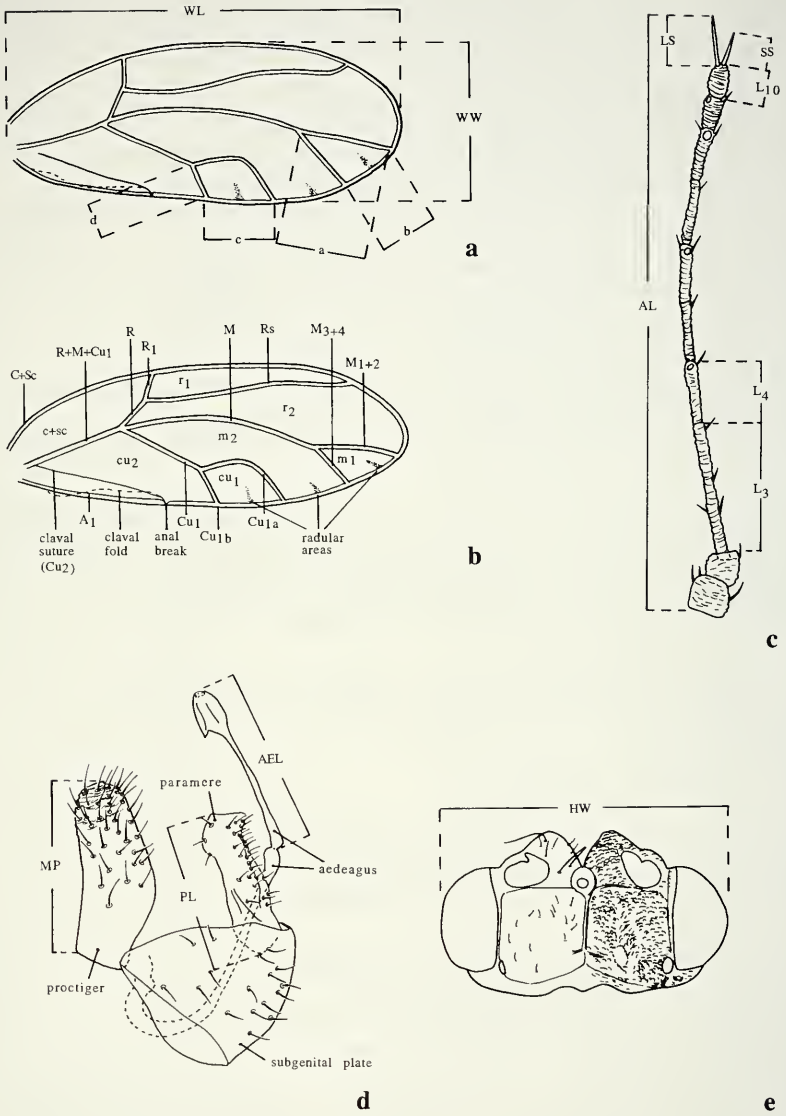 WL
WW
d
c
a
b
a
R+M+Cu1
R
R1
M
Rs
M3+4
M1+2
C+Sc
r1
r2
c+sc
m2
m1
cu2
cu1
claval suture (Cu2)
A1
claval fold
anal break
Cu1
Cu1b
Cu1a
radular areas
b
AL
LS
SS
L10
L4
L3
c
MP
proctiger
paramere
PL
AEL
aedeagus
subgenital plate
d
HW
e